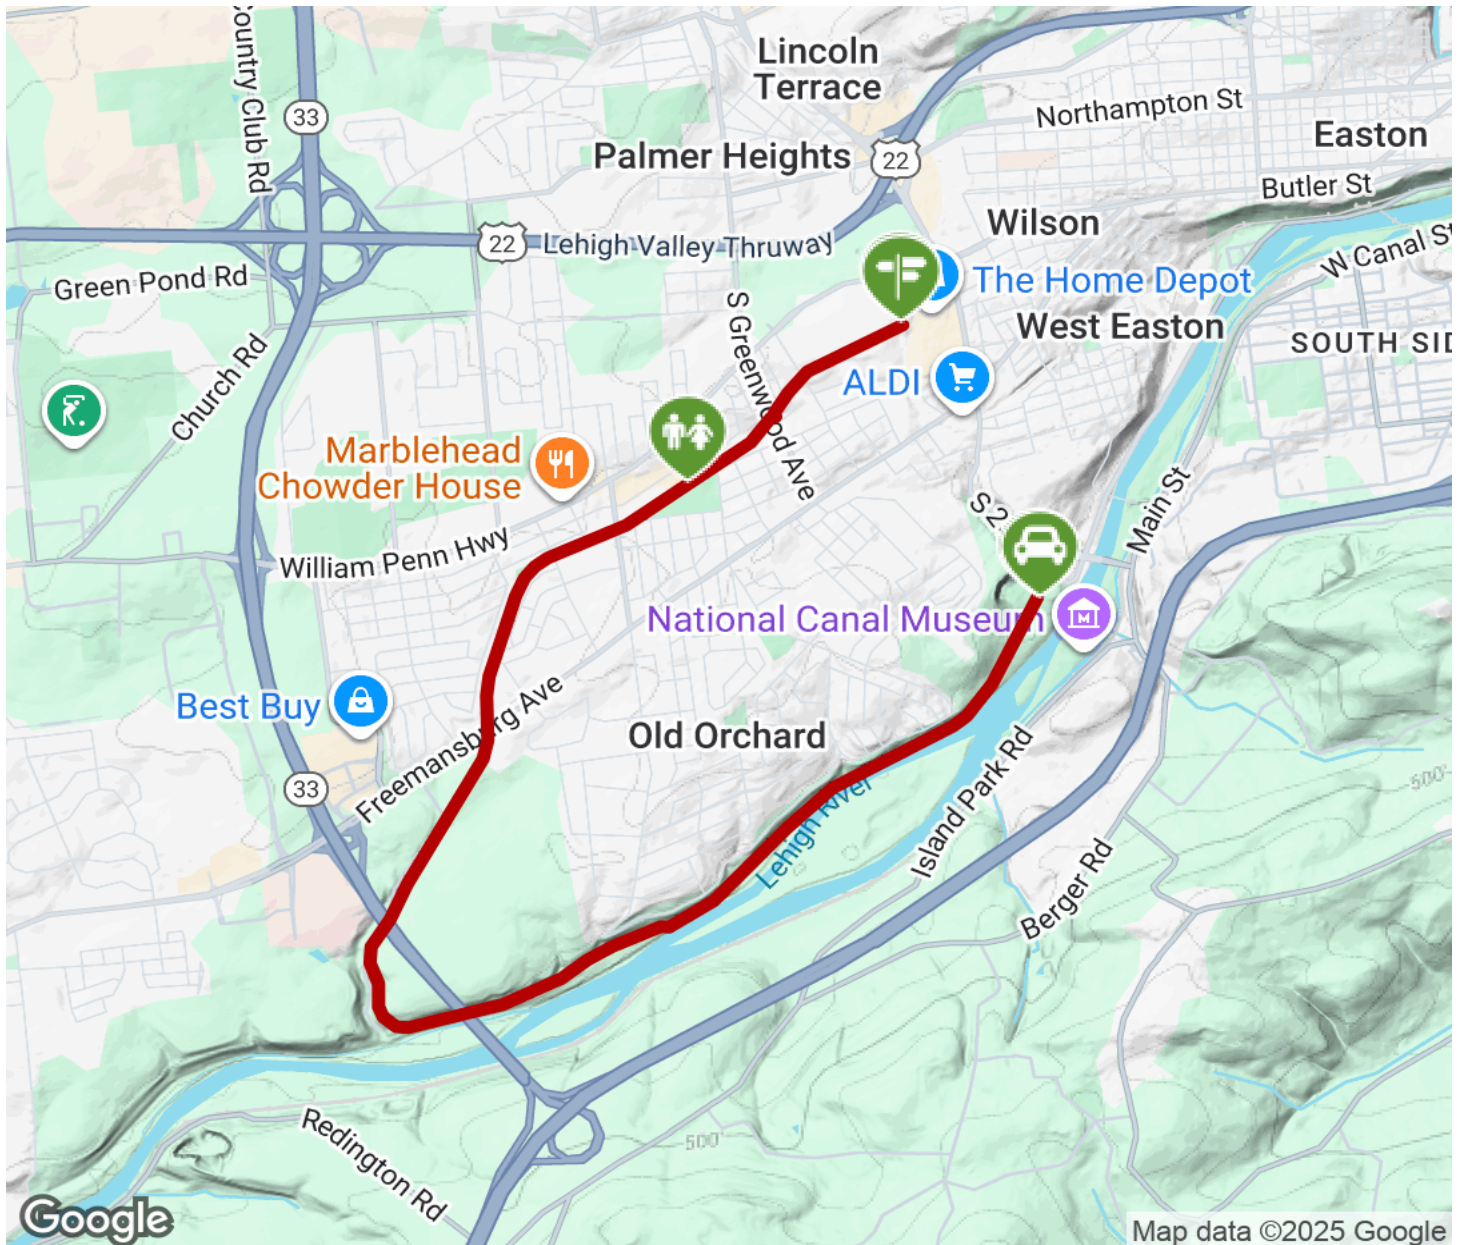 Country Club Rd
Lincoln
Terrace
33
Northampton St
Easton
Palmer Heights
22
Butler St
Wilson
W Canal St
22
Lehigh Valley Thruway
Green Pond Rd
The Home Depot
S Greenwood Ave
West Easton
SOUTH SID
Church Rd
ALDI
Marblehead
Chowder House
S 2
Main St
William Penn Hwy
National Canal Museum
M
Best Buy
Freemansburg Ave
Old Orchard
33
Lehigh River
Island Park Rd
500'
Berger Rd
Redington Rd
500'
Google
Map data ©2025 Google